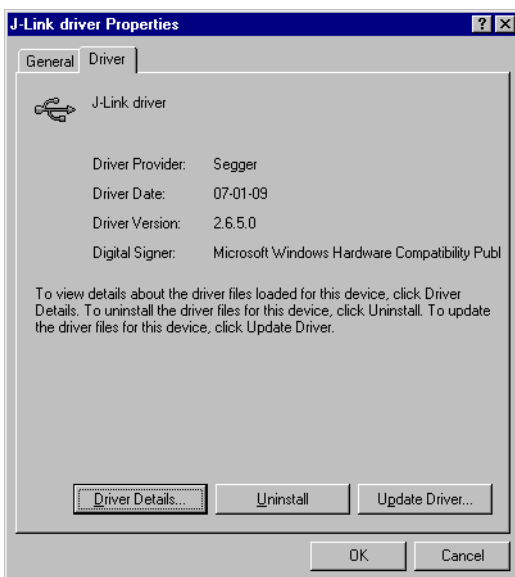 J-Link driver Properties
? X
General Driver
J-Link driver
Driver Provider: Segger
Driver Date: 07-01-09
Driver Version: 2.6.5.0
Digital Signer: Microsoft Windows Hardware Compatibility Publ
To view details about the driver files loaded for this device, click Driver
Details. To uninstall the driver files for this device, click Uninstall. To update
the driver files for this device, click Update Driver.
Driver Details... Uninstall Update Driver...
OK Cancel